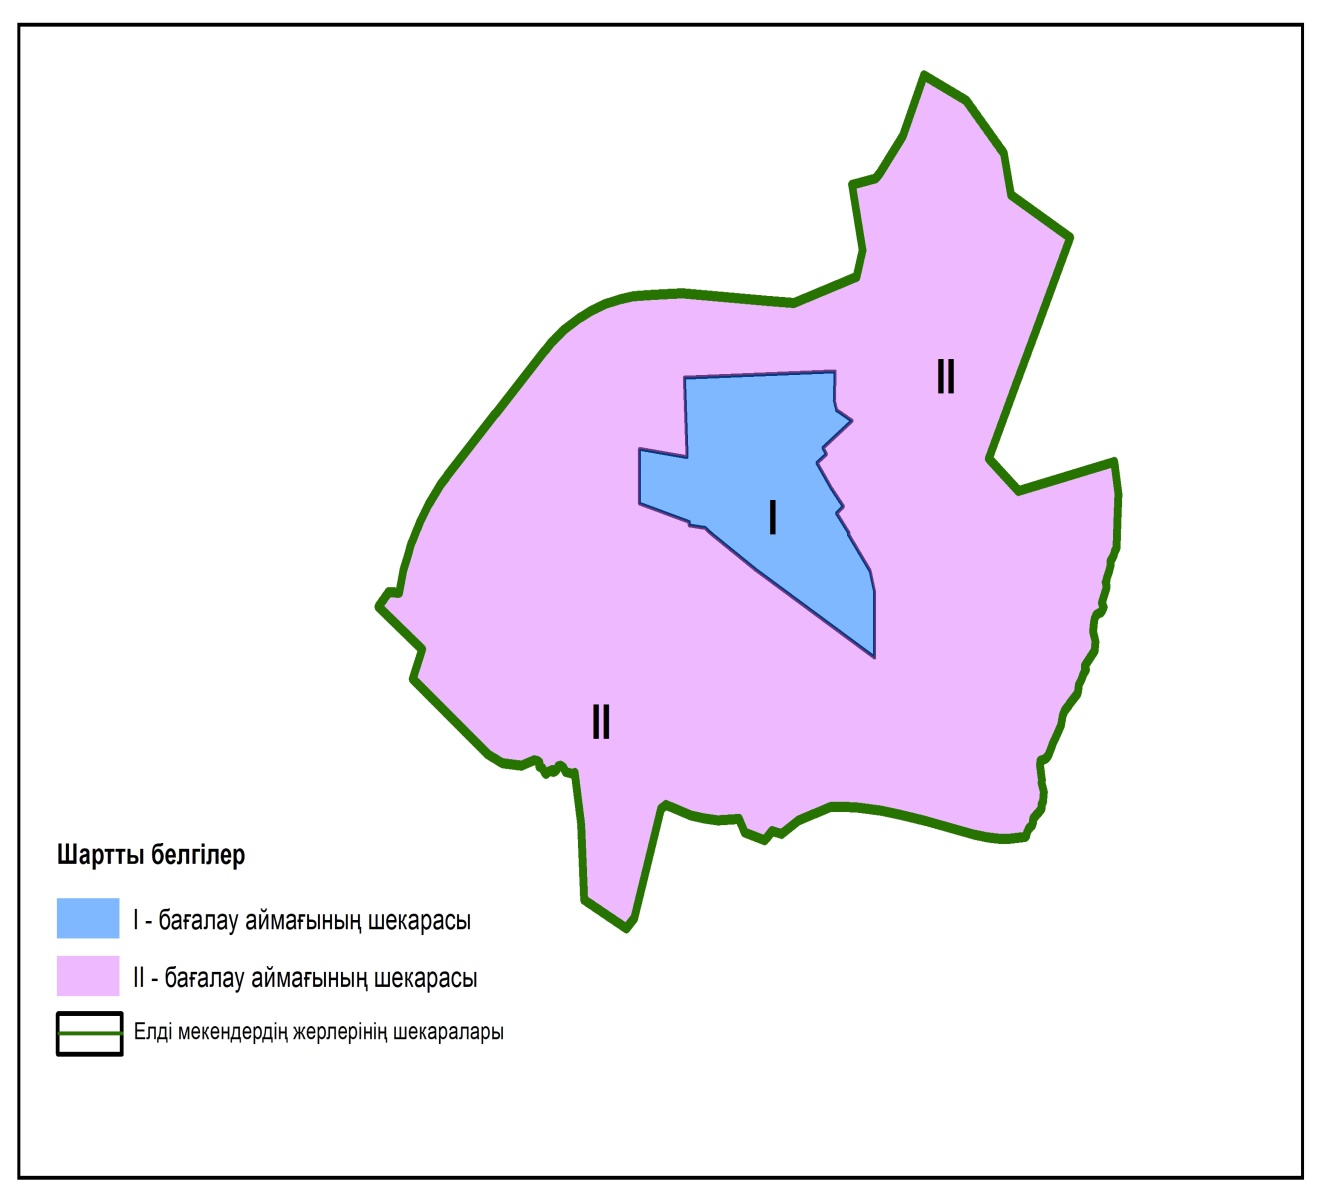 II
I
II
Шартты белгілер
I - бағалау аймағының шекарасы
II - бағалау аймағының шекарасы
Елді мекендердің жерлерінің шекаралары